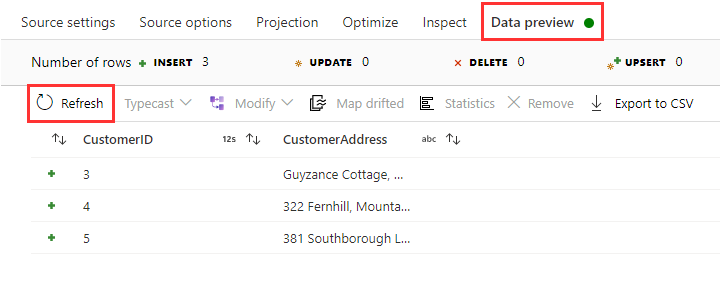 Source settings Source options Projection Optimize Inspect Data preview
Number of rows INSERT 3 UPDATE 0 DELETE 0 UPSERT 0
Refresh Typecast Modify Map drifted Statistics Remove Export to CSV
CustomerID 12s CustomerAddress abc
3 Guyzance Cottage, ...
4 322 Fernhill, Mounta...
5 381 Southborough L...